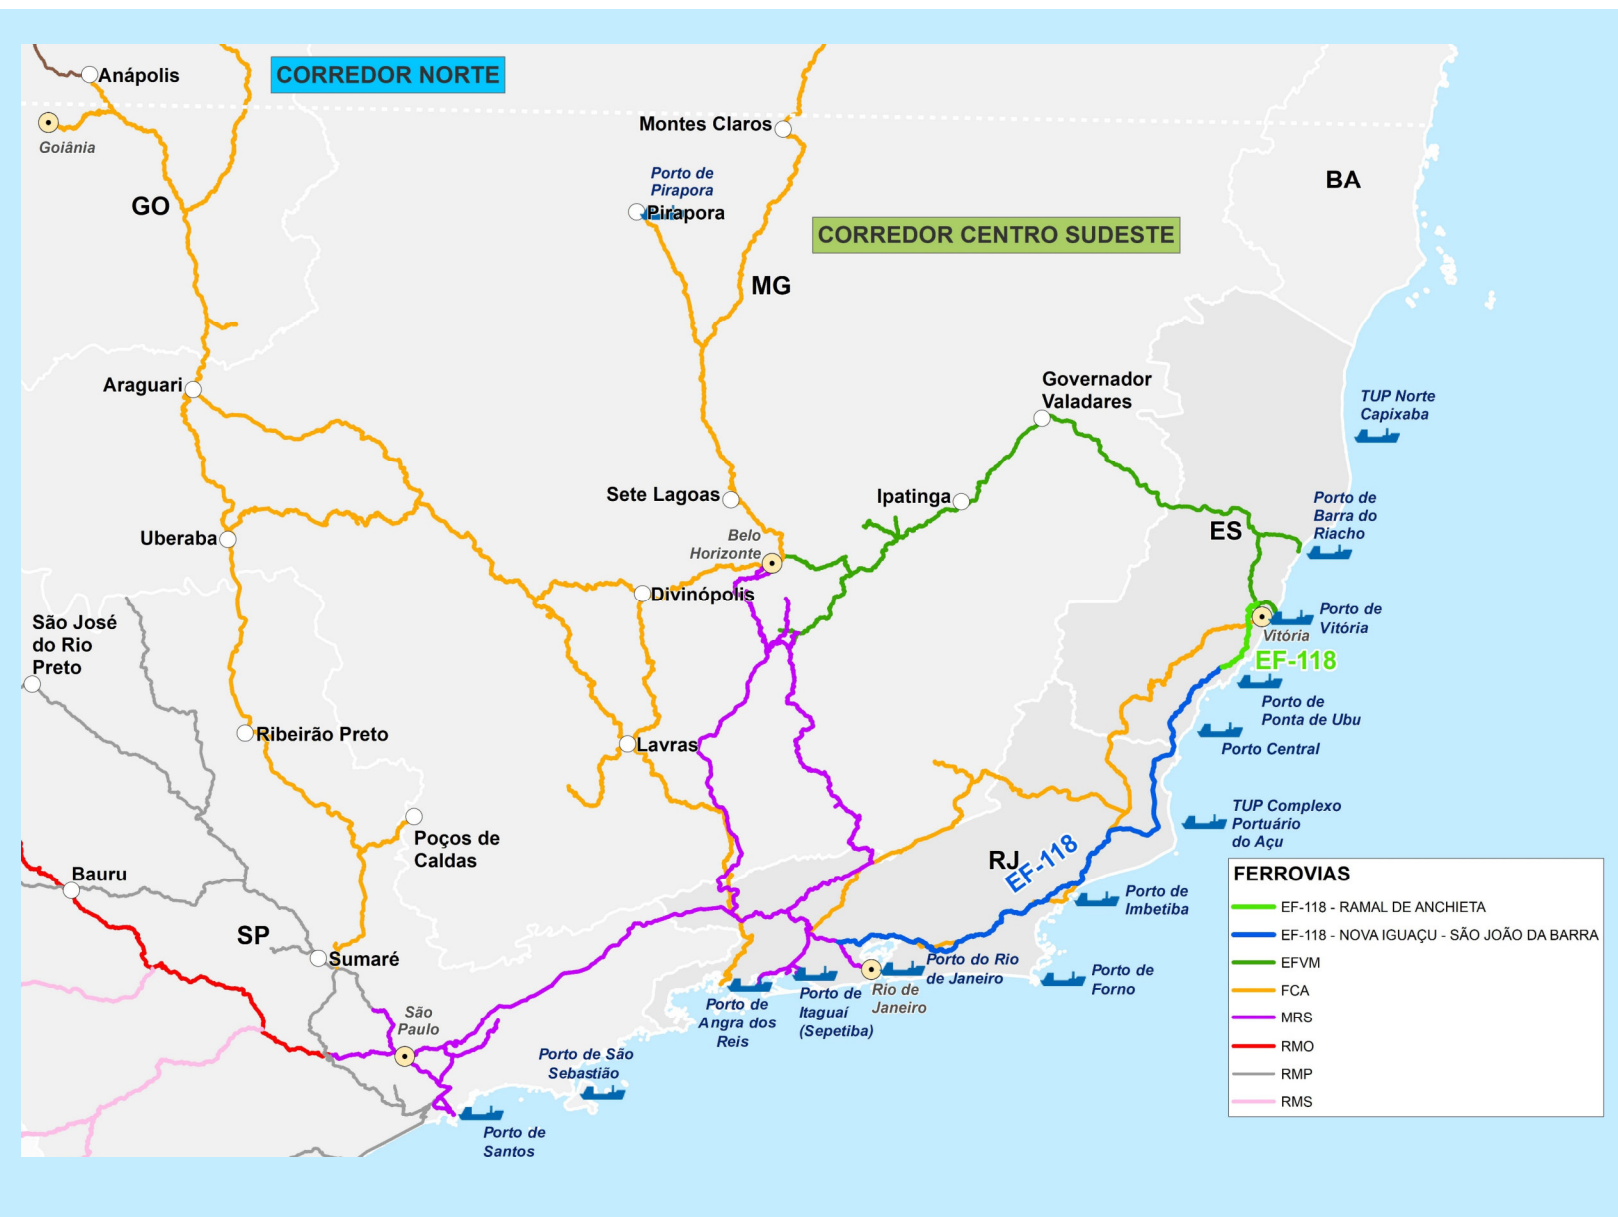 CORREDOR NORTE
Anápolis
Goiânia
Montes Claros
Porto de
Pirapora
Pirapora
BA
GO
CORREDOR CENTRO SUDESTE
MG
Araguari
Governador
Valadares
TUP Norte
Capixaba
Sete Lagoas
Ipatinga
Porto de
Barra do
Riacho
Uberaba
Belo
Horizonte
ES
Divinópolis
São José
do Rio
Preto
Porto de
Vitória
Vitória
EF-118
Porto de
Ponta de Ubu
Ribeirão Preto
Lavras
Porto Central
TUP Complexo
Portuário
do Açu
Poços de
Caldas
RJ
EF-118
Bauru
Porto de
Imbetiba
SP
Sumaré
Porto do Rio
de Janeiro
Porto de
Forno
Rio de
Janeiro
Porto de
Itaguaí
(Sepetiba)
Porto de
Angra dos
Reis
São
Paulo
Porto de São
Sebastião
Porto de
Santos
FERROVIAS
EF-118 - RAMAL DE ANCHIETA
EF-118 - NOVA IGUAÇU - SÃO JOÃO DA BARRA
EFVM
FCA
MRS
RMO
RMP
RMS